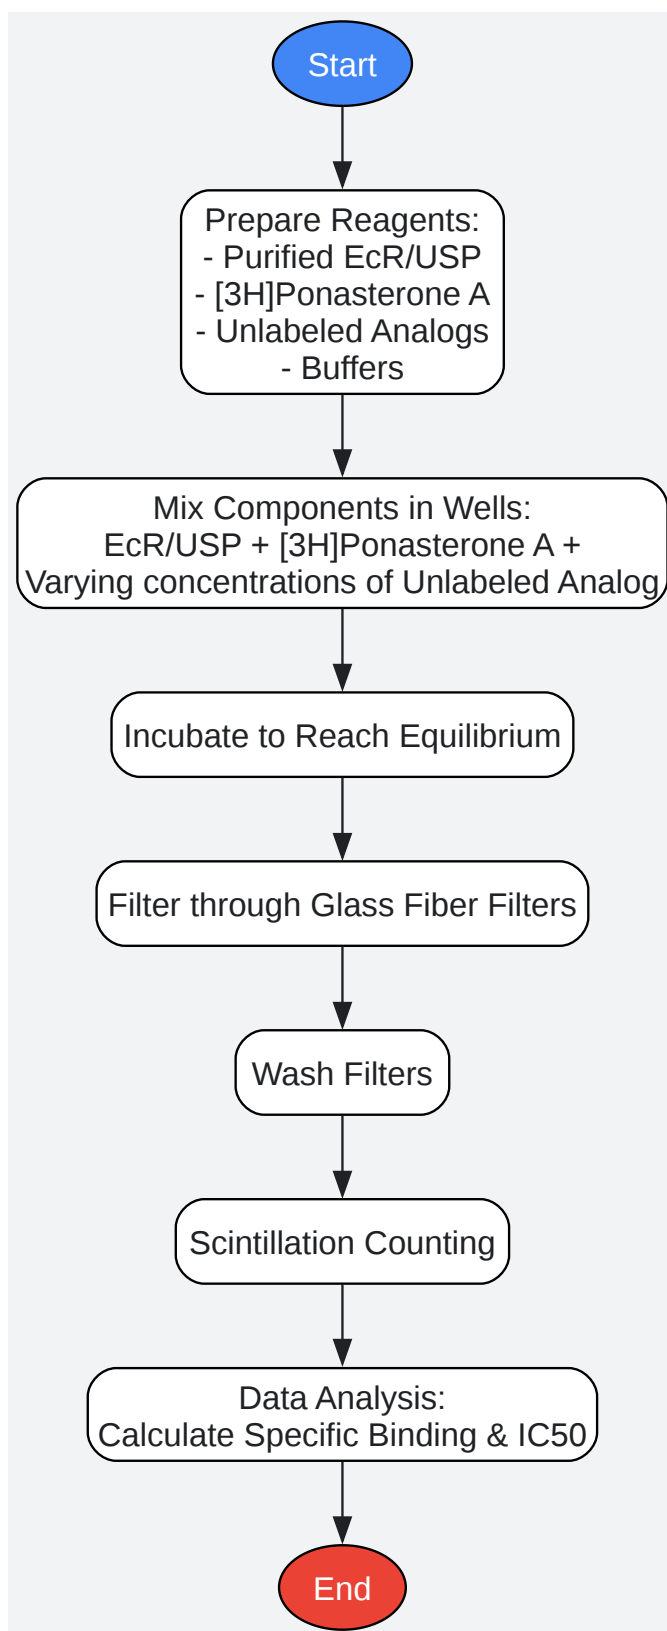 Start
Prepare Reagents:
- Purified EcR/USP
- [3H]Ponasterone A
- Unlabeled Analogs
- Buffers
Mix Components in Wells:
EcR/USP + [3H]Ponasterone A +
Varying concentrations of Unlabeled Analog
Incubate to Reach Equilibrium
Filter through Glass Fiber Filters
Wash Filters
Scintillation Counting
Data Analysis:
Calculate Specific Binding & IC50
End